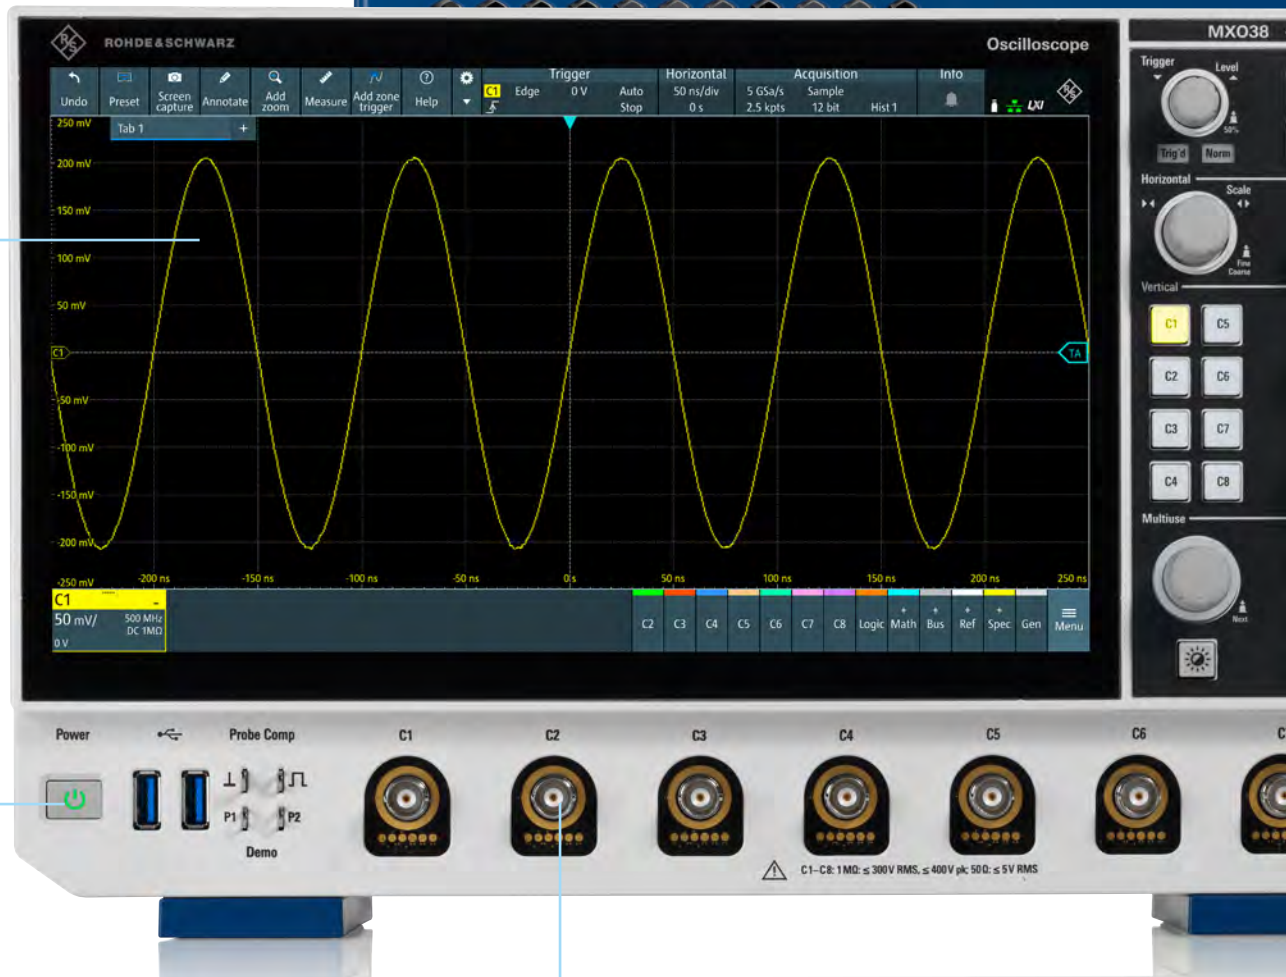 ROHDE&SCHWARZ
Oscilloscope
MXO38
Undo
Preset
Screen capture
Annotate
Add zoom
Measure
Add zone trigger
Help
C1
Trigger
Edge 0 V Auto
Stop
Horizontal
50 ns/div
0 s
Acquisition
5 GSa/s Sample
2.5 kpts 12 bit Hist 1
Info
LXI
R&S
Tab 1 +
250 mV
200 mV
150 mV
100 mV
50 mV
C1
TA
-50 mV
-100 mV
-150 mV
-200 mV
-250 mV
-200 ns -150 ns -100 ns -50 ns 0 s 50 ns 100 ns 150 ns 200 ns 250 ns
C1
50 mV/ 500 MHz
DC 1MΩ
0 V
C2 C3 C4 C5 C6 C7 C8 Logic + Math + Bus + Ref + Spec Gen Menu
Trigger
Level
50%
Trig'd Norm
Horizontal
Scale
Fine
Coarse
Vertical
C1 C5
C2 C6
C3 C7
C4 C8
Multiuse
Next
Power
Probe Comp
C1 C2 C3 C4 C5 C6 C
P1 P2
Demo
C1–C8: 1 MΩ: ≤ 300 V RMS, ≤ 400 V pk; 50 Ω: ≤ 5 V RMS